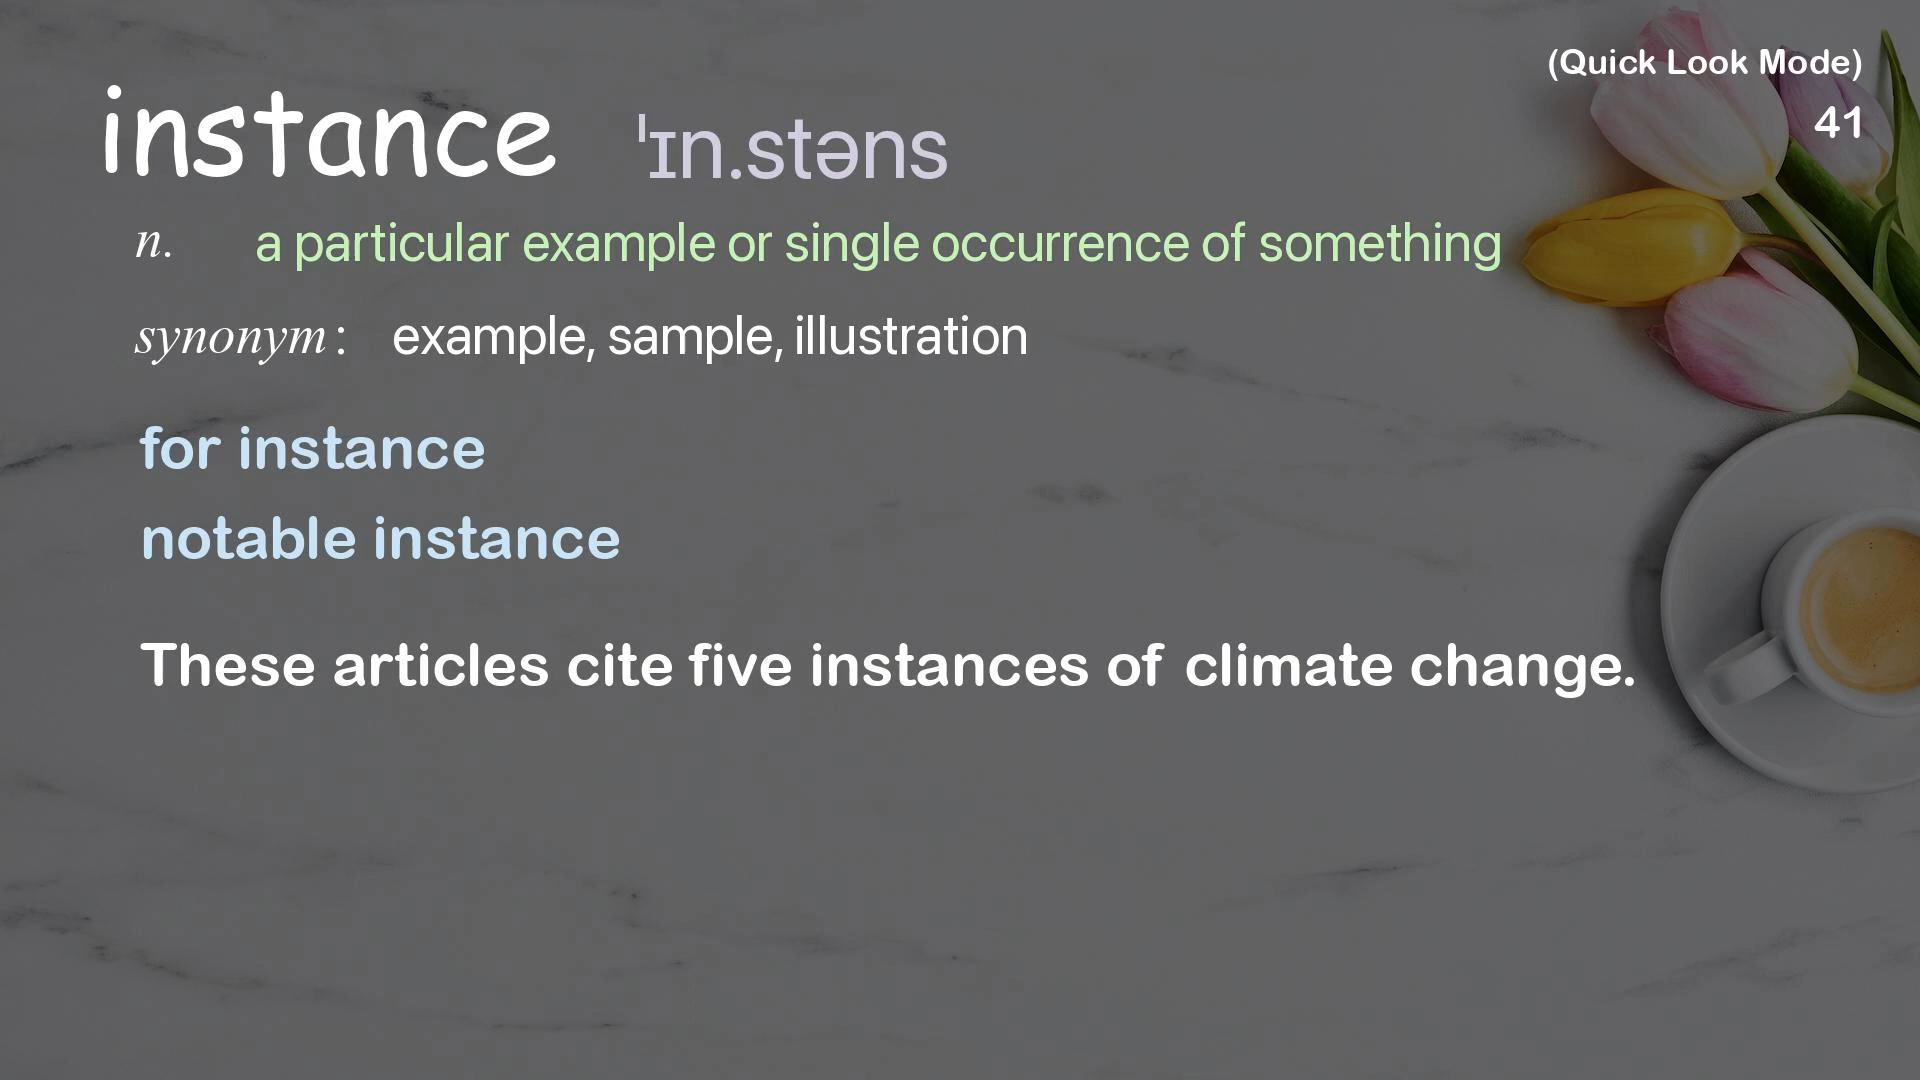 (Quick Look Mode)
41
instance ˈɪn.stəns
n. a particular example or single occurrence of something
synonym: example, sample, illustration
for instance
notable instance
These articles cite five instances of climate change.